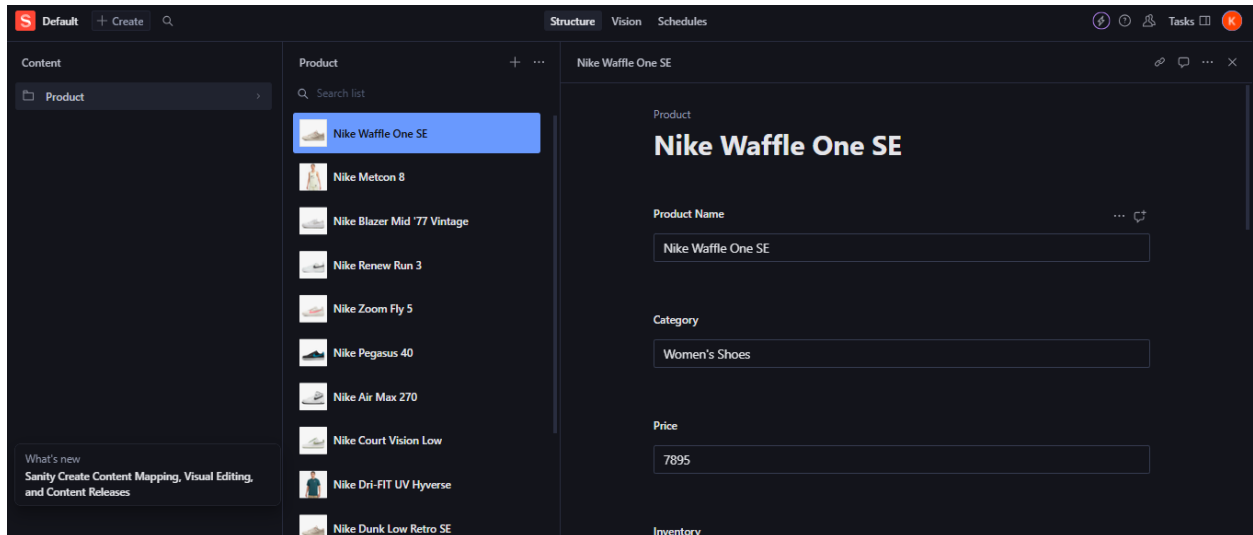 S Default + Create
Structure Vision Schedules
Tasks K
Content
Product
Product
Search list
Nike Waffle One SE
Nike Metcon 8
Nike Blazer Mid '77 Vintage
Nike Renew Run 3
Nike Zoom Fly 5
Nike Pegasus 40
Nike Air Max 270
Nike Court Vision Low
Nike Dri-FIT UV Hyverse
Nike Dunk Low Retro SE
What's new
Sanity Create Content Mapping, Visual Editing,
and Content Releases
Nike Waffle One SE
Product
Nike Waffle One SE
Product Name
Nike Waffle One SE
Category
Women's Shoes
Price
7895
Inventory